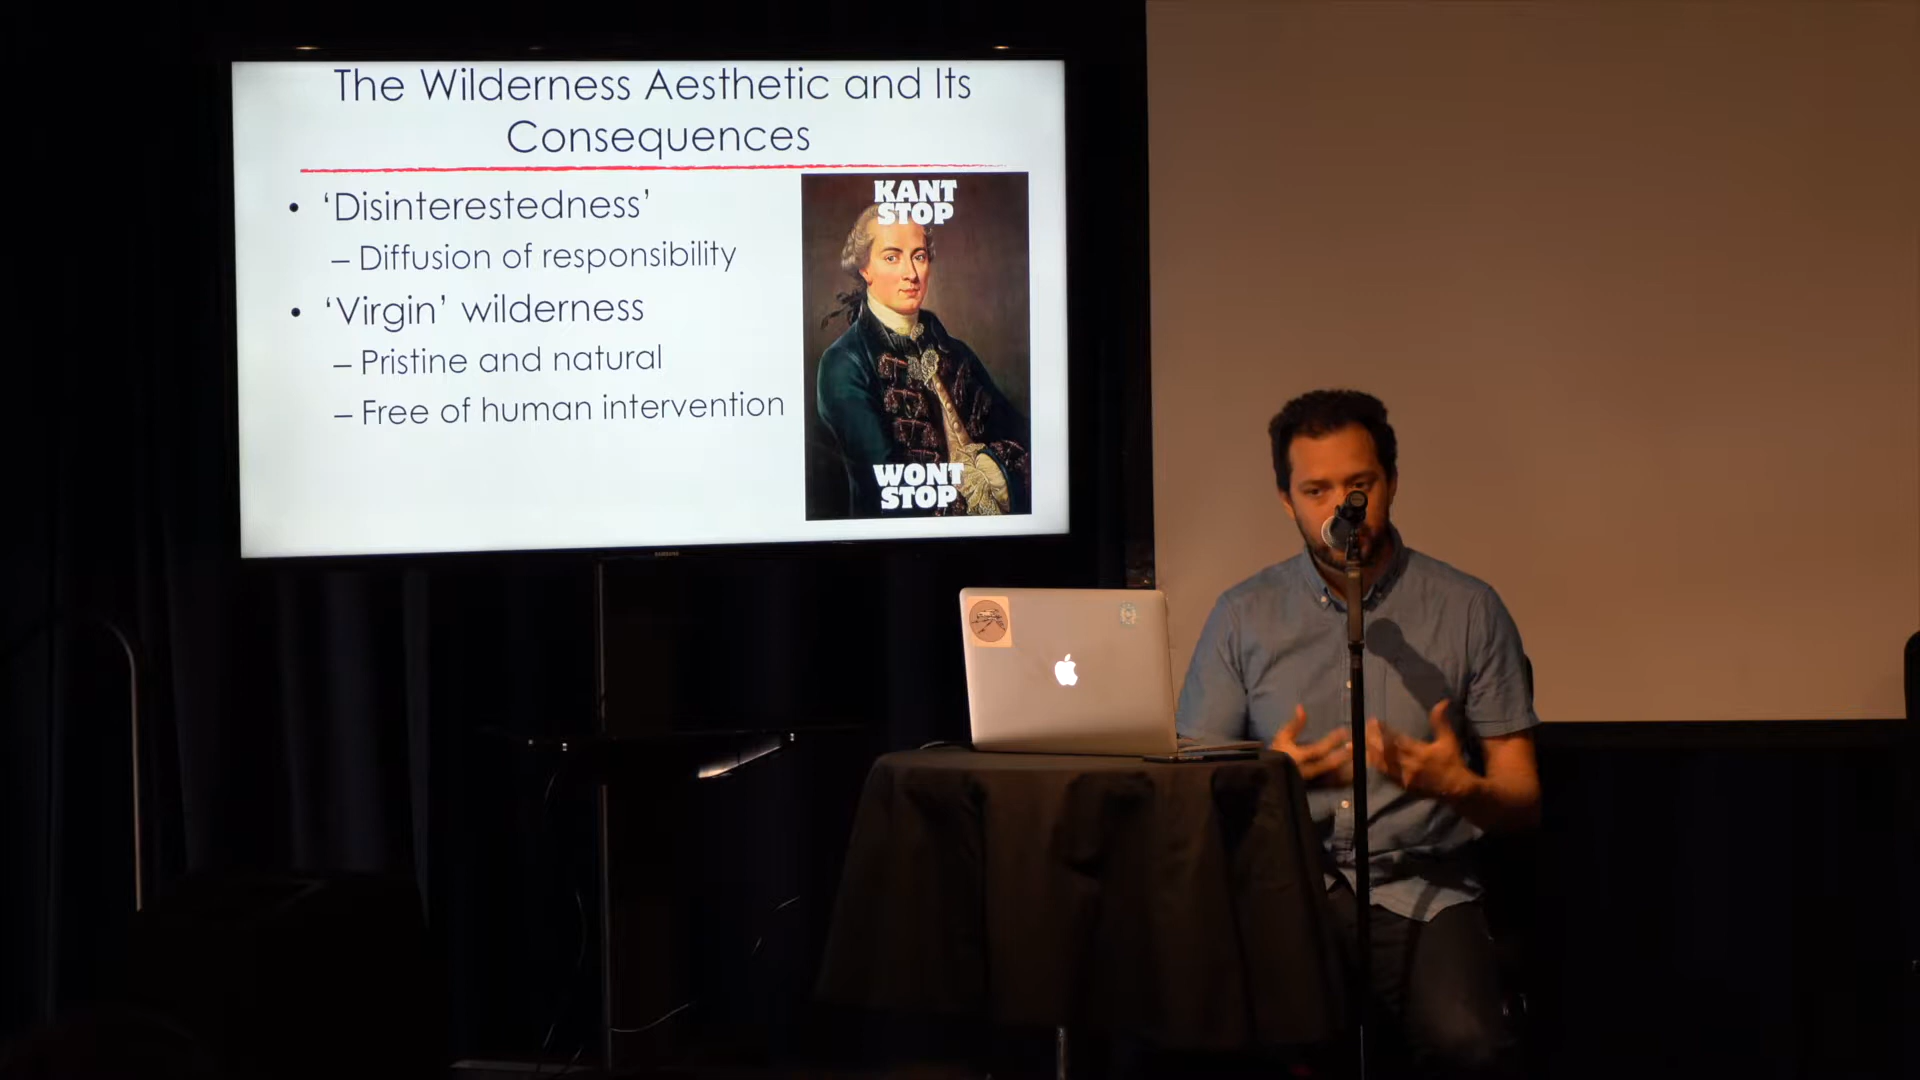 The Wilderness Aesthetic and Its
Consequences
• ‘Disinterestedness’
– Diffusion of responsibility
• ‘Virgin’ wilderness
– Pristine and natural
– Free of human intervention
KANT
STOP
WONT
STOP
SAMSUNG